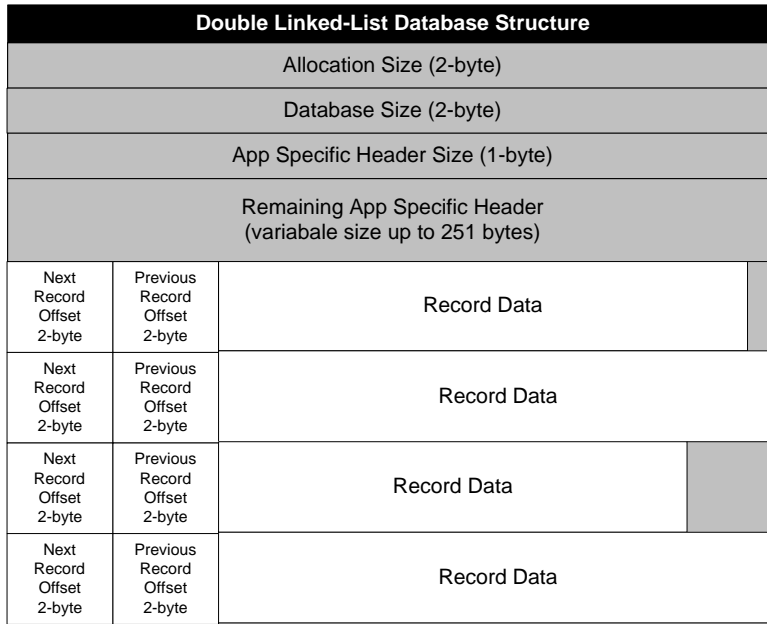 Double Linked-List Database Structure
Allocation Size (2-byte)
Database Size (2-byte)
App Specific Header Size (1-byte)
Remaining App Specific Header
(variabale size up to 251 bytes)
Next
Record
Offset
2-byte
Previous
Record
Offset
2-byte
Record Data
Next
Record
Offset
2-byte
Previous
Record
Offset
2-byte
Record Data
Next
Record
Offset
2-byte
Previous
Record
Offset
2-byte
Record Data
Next
Record
Offset
2-byte
Previous
Record
Offset
2-byte
Record Data